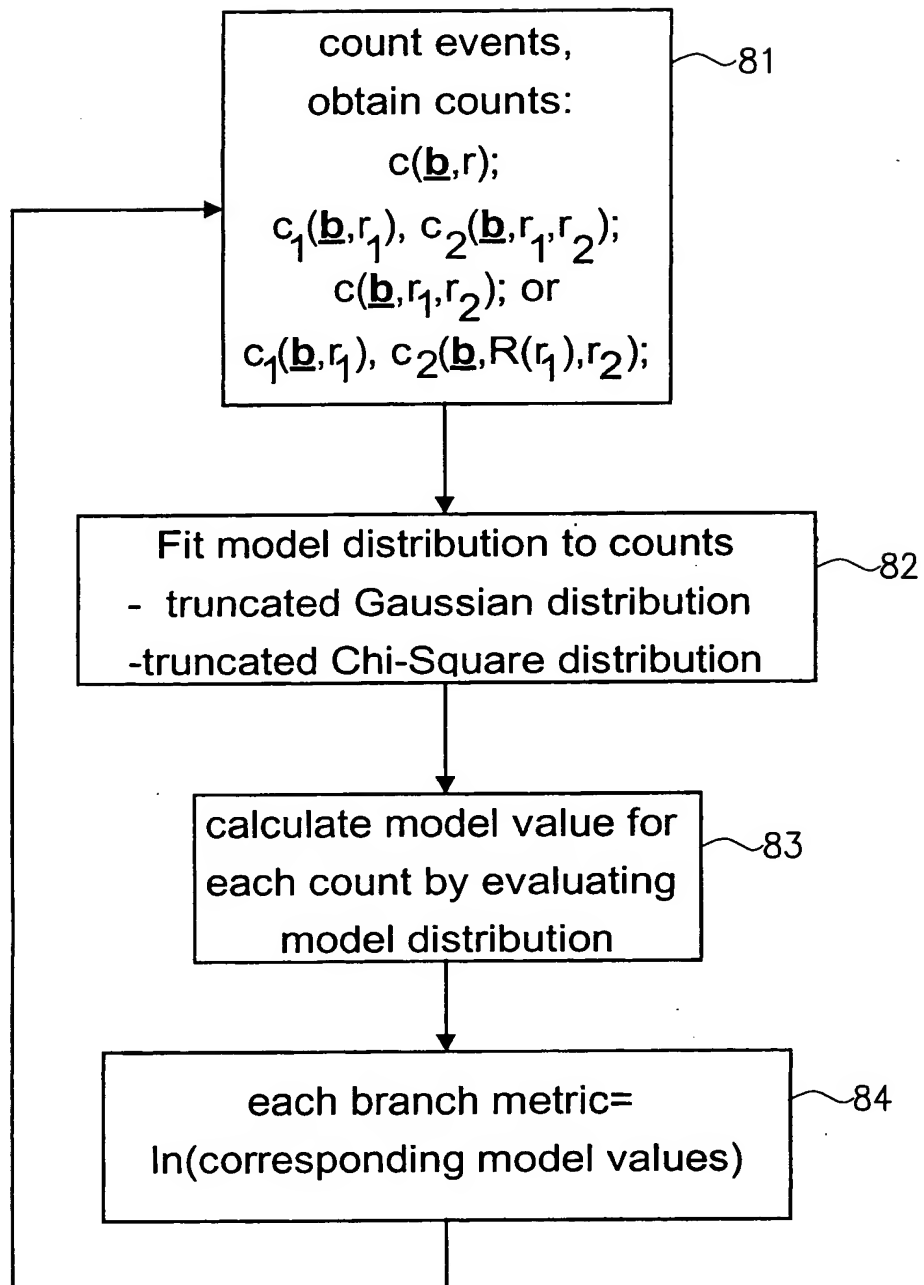 count events,
obtain counts:
c(b,r);
c₁(b,r₁), c₂(b,r₁,r₂);
c(b,r₁,r₂); or
c₁(b,r₁), c₂(b,R(r₁),r₂);
81
Fit model distribution to counts
- truncated Gaussian distribution
-truncated Chi-Square distribution
82
calculate model value for
each count by evaluating
model distribution
83
each branch metric=
ln(corresponding model values)
84